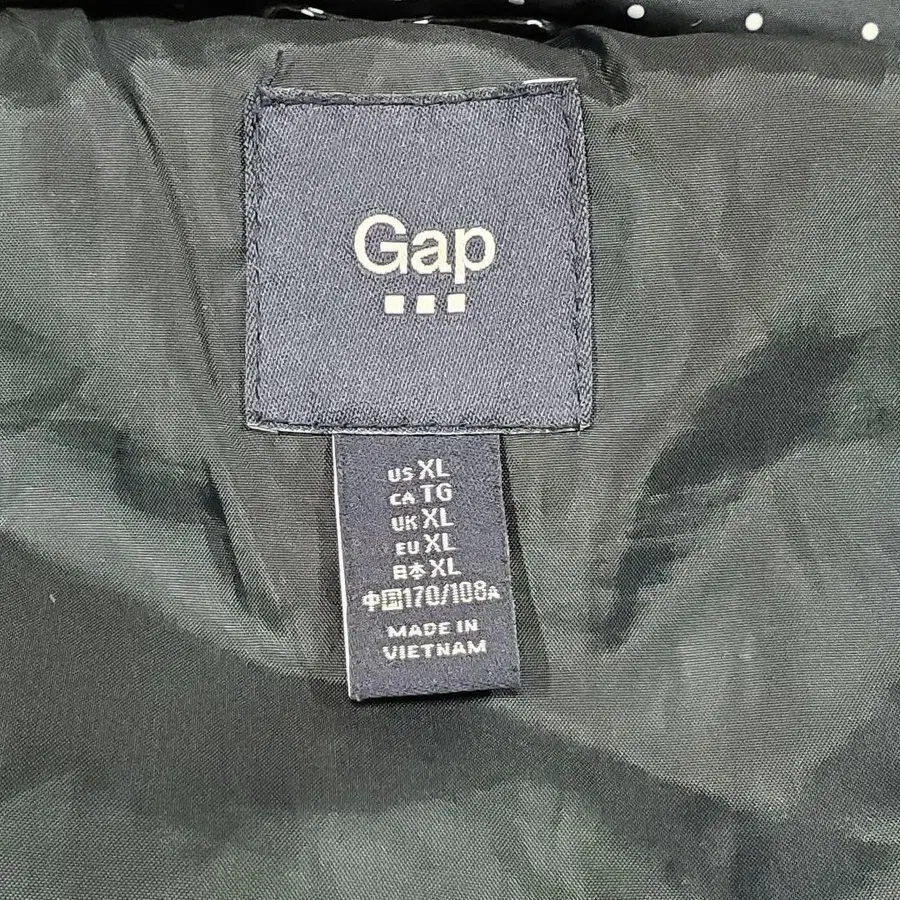 Gap
US XL
CA TG
UK XL
EU XL
日本 XL
中国170/108A
MADE IN
VIETNAM